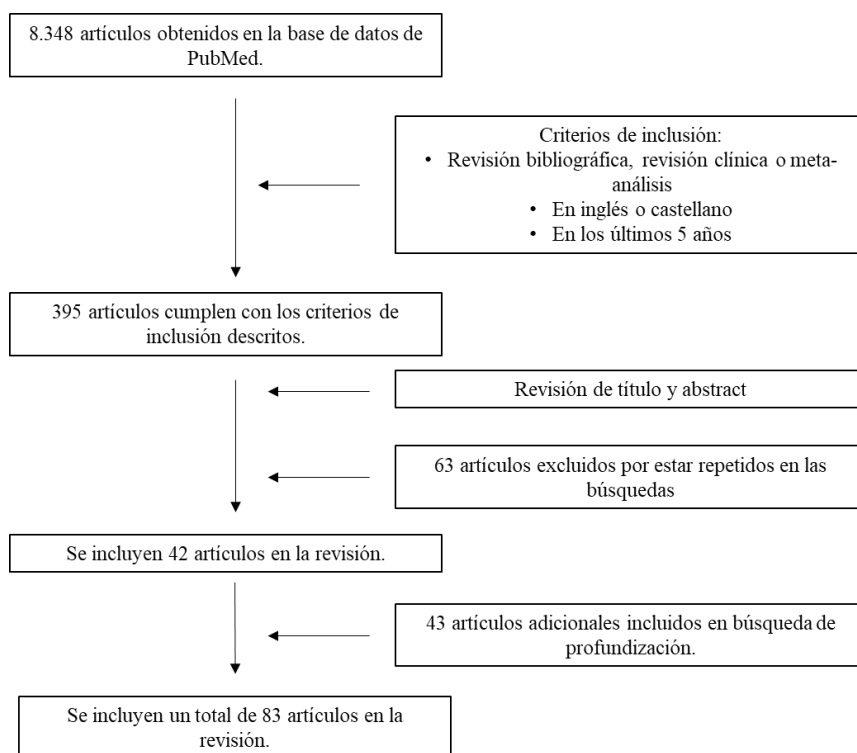 8.348 artículos obtenidos en la base de datos de
PubMed.
Criterios de inclusión:
• Revisión bibliográfica, revisión clínica o meta-
análisis
• En inglés o castellano
• En los últimos 5 años
395 artículos cumplen con los criterios de
inclusión descritos.
Revisión de título y abstract
63 artículos excluidos por estar repetidos en las
búsquedas
Se incluyen 42 artículos en la revisión.
43 artículos adicionales incluidos en búsqueda de
profundización.
Se incluyen un total de 83 artículos en la
revisión.